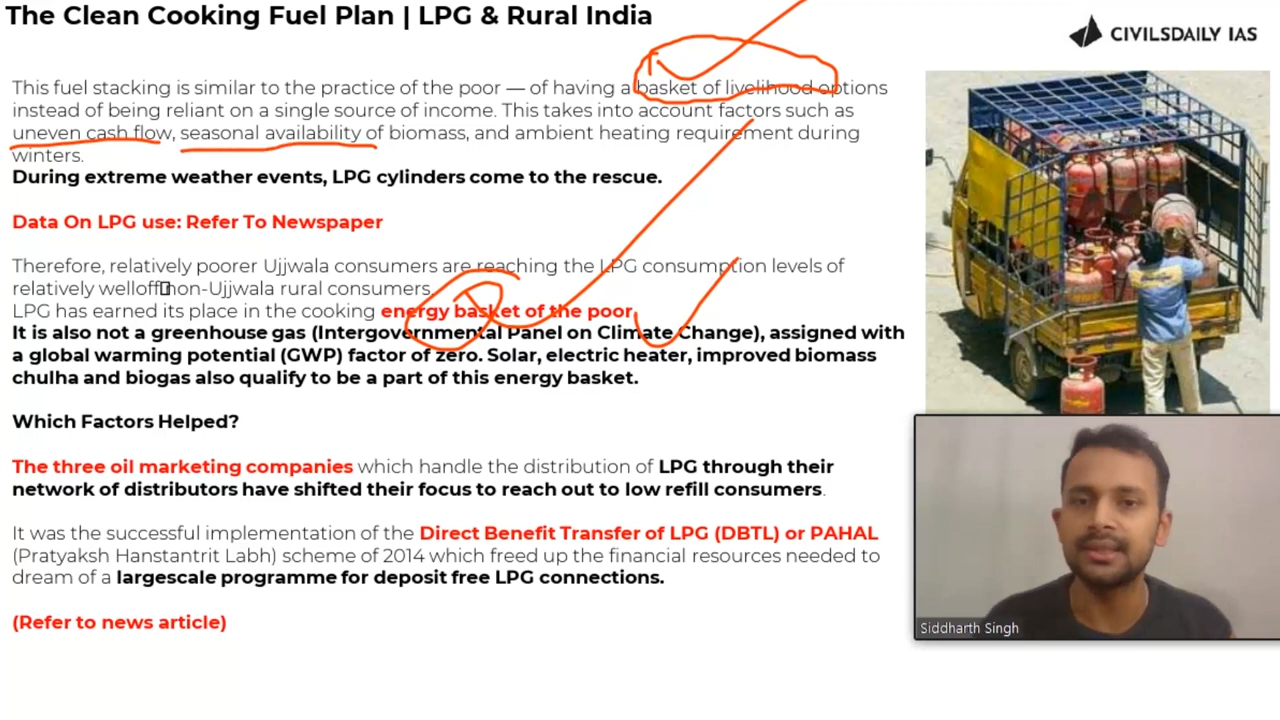 The Clean Cooking Fuel Plan | LPG & Rural India
CIVILSDAILY IAS
This fuel stacking is similar to the practice of the poor — of having a basket of livelihood options
instead of being reliant on a single source of income. This takes into account factors such as
uneven cash flow, seasonal availability of biomass, and ambient heating requirement during
winters.
During extreme weather events, LPG cylinders come to the rescue.
Data On LPG use: Refer To Newspaper
Therefore, relatively poorer Ujjwala consumers are reaching the LPG consumption levels of
relatively welloff non-Ujjwala rural consumers.
LPG has earned its place in the cooking energy basket of the poor.
It is also not a greenhouse gas (Intergovernmental Panel on Climate Change), assigned with
a global warming potential (GWP) factor of zero. Solar, electric heater, improved biomass
chulha and biogas also qualify to be a part of this energy basket.
Which Factors Helped?
The three oil marketing companies which handle the distribution of LPG through their
network of distributors have shifted their focus to reach out to low refill consumers.
It was the successful implementation of the Direct Benefit Transfer of LPG (DBTL) or PAHAL
(Pratyaksh Hanstantrit Labh) scheme of 2014 which freed up the financial resources needed to
dream of a largescale programme for deposit free LPG connections.
(Refer to news article)
Siddharth Singh